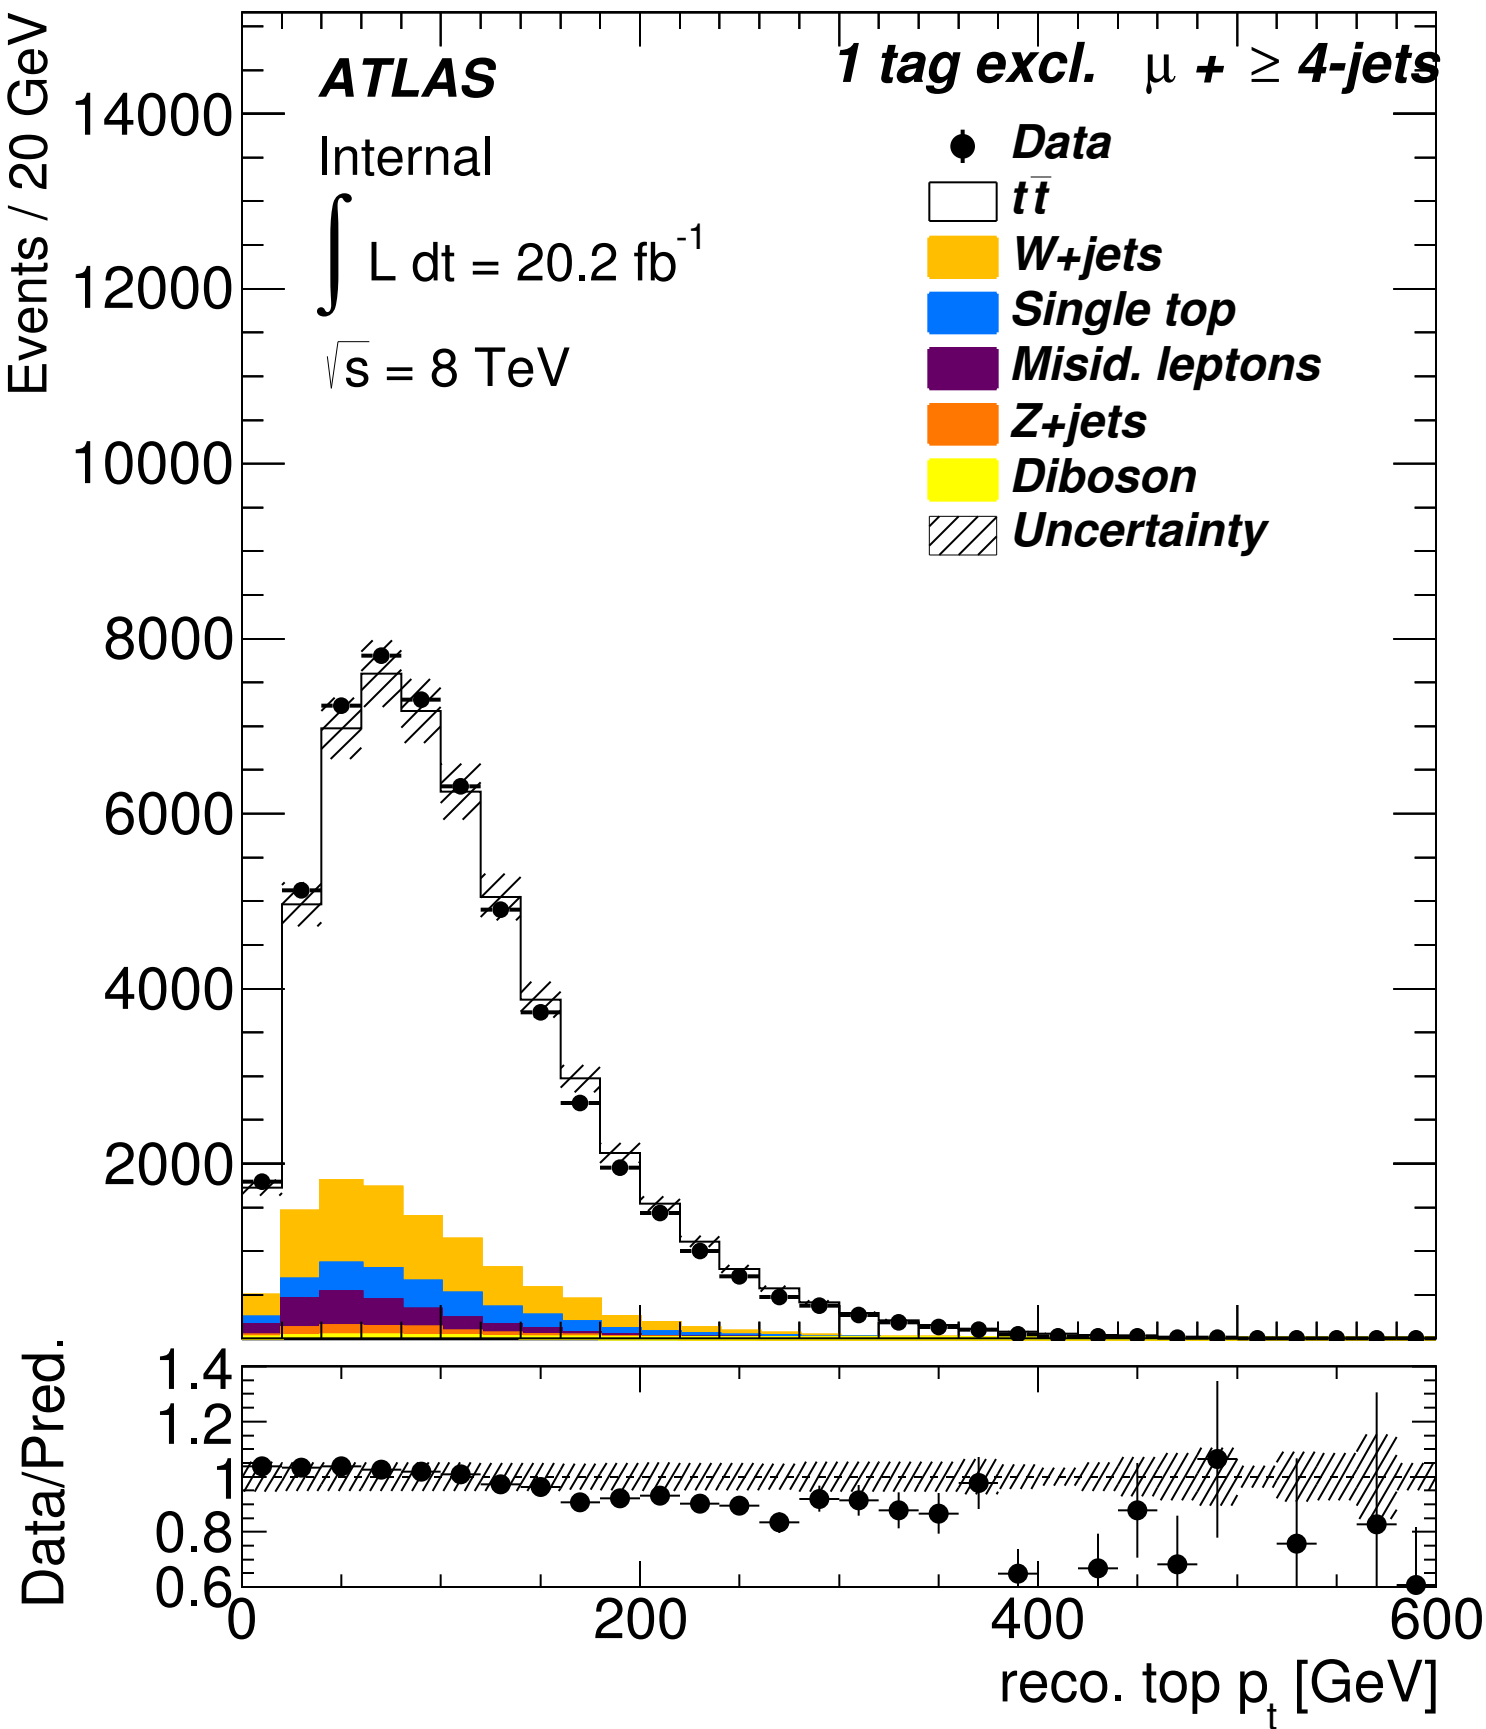 Events / 20 GeV
14000
12000
10000
8000
6000
4000
2000
ATLAS
Internal
∫ L dt = 20.2 fb⁻¹
√s = 8 TeV
1 tag excl. μ + ≥ 4-jets
Data
tt̅
W+jets
Single top
Misid. leptons
Z+jets
Diboson
Uncertainty
Data/Pred.
1.4
1.2
1
0.8
0.6
0 200 400 600
reco. top pₜ [GeV]